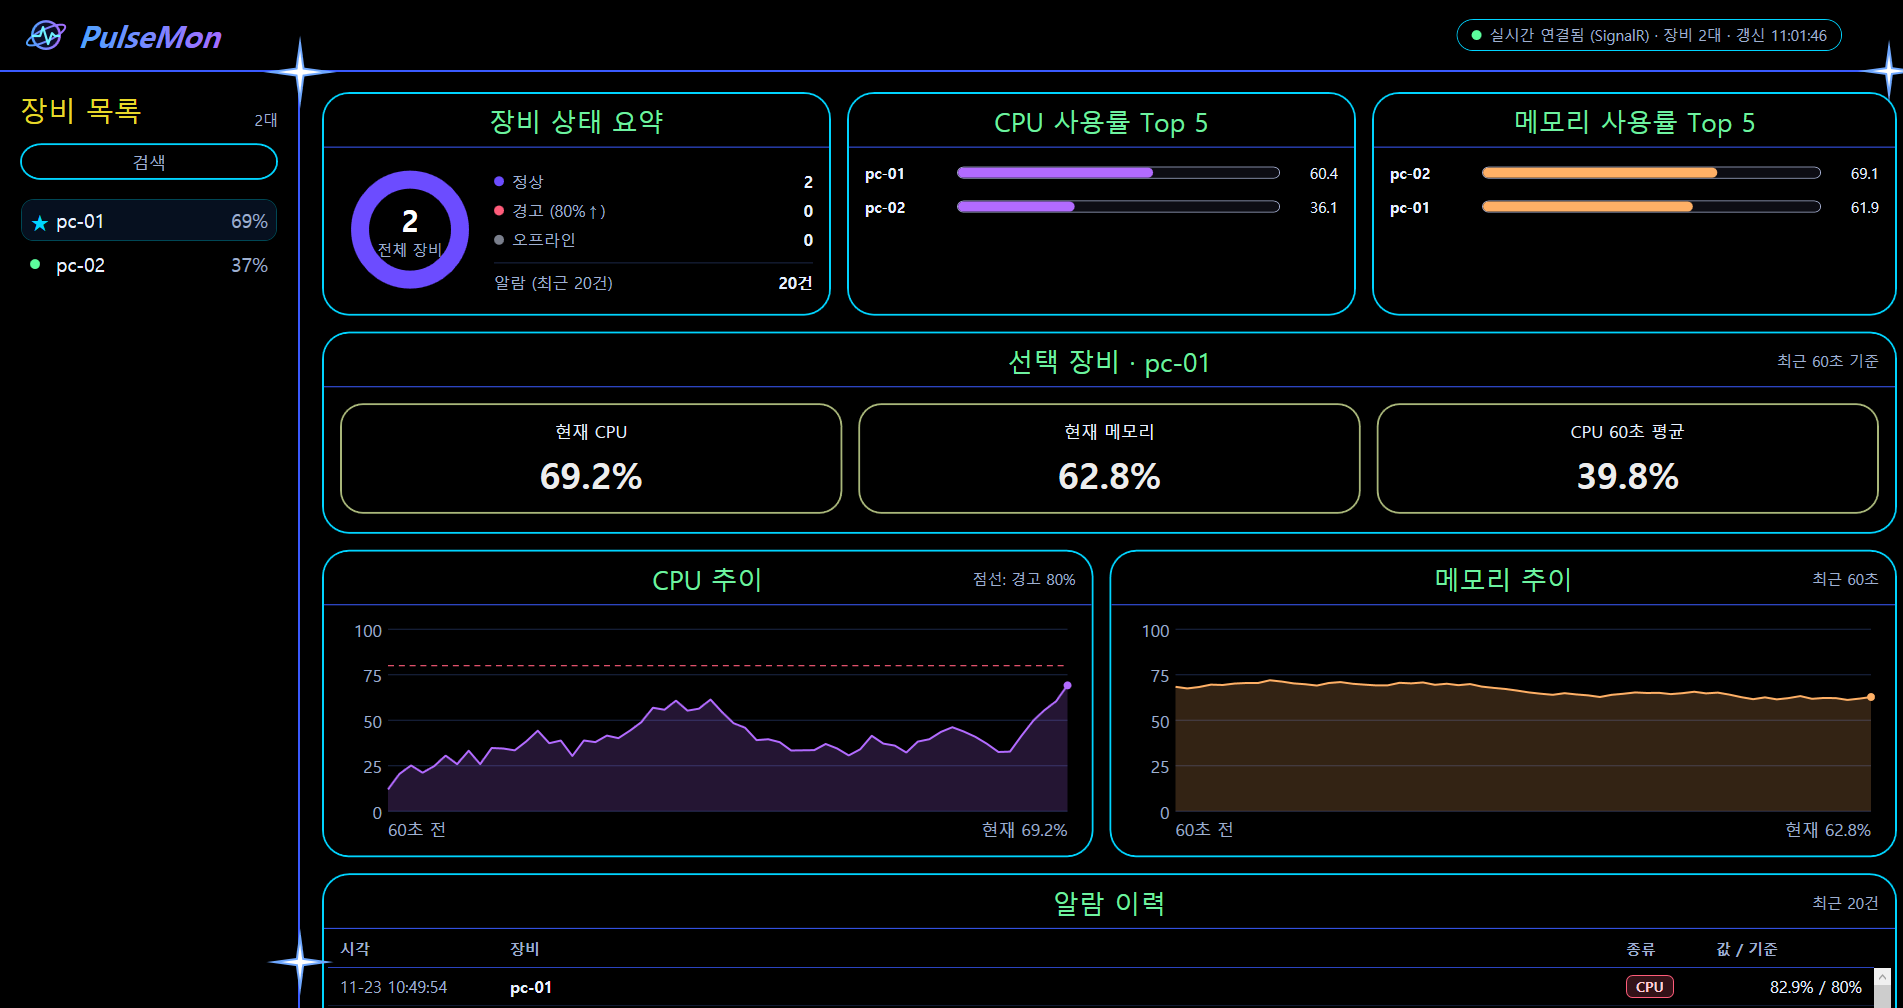 PulseMon
실시간 연결됨 (SignalR) · 장비 2대 · 갱신 11:01:46
장비 목록
2대
검색
pc-01 69%
pc-02 37%
장비 상태 요약
2
전체 장비
정상 2
경고 (80%↑) 0
오프라인 0
알람 (최근 20건) 20건
CPU 사용률 Top 5
pc-01 60.4
pc-02 36.1
메모리 사용률 Top 5
pc-02 69.1
pc-01 61.9
선택 장비 · pc-01
최근 60초 기준
현재 CPU
69.2%
현재 메모리
62.8%
CPU 60초 평균
39.8%
CPU 추이
점선: 경고 80%
100
75
50
25
0
60초 전
현재 69.2%
메모리 추이
최근 60초
100
75
50
25
0
60초 전
현재 62.8%
알람 이력
최근 20건
시각 장비 종류 값 / 기준
11-23 10:49:54 pc-01 CPU 82.9% / 80%